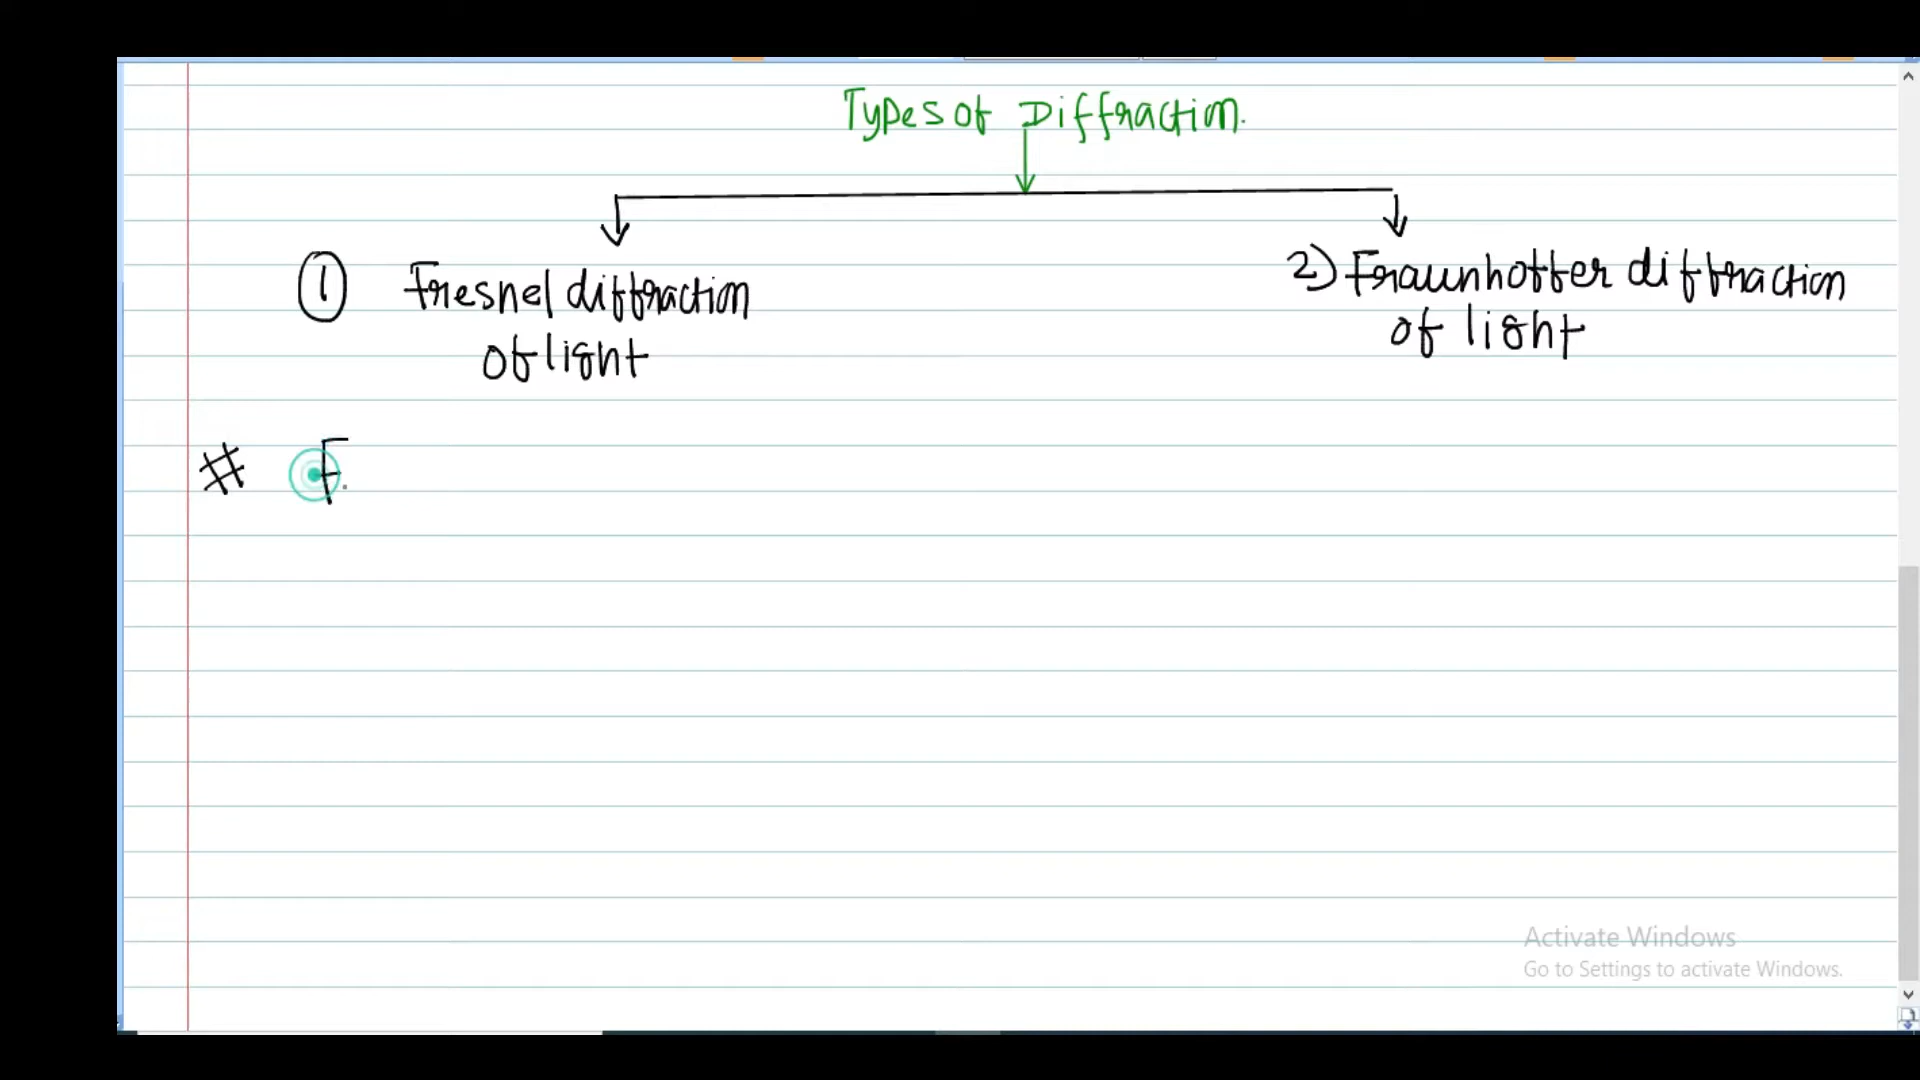 Types of Diffraction.
① Fresnel diffraction
of light
2) Fraunhoffer diffraction
of light
# F
Activate Windows
Go to Settings to activate Windows.